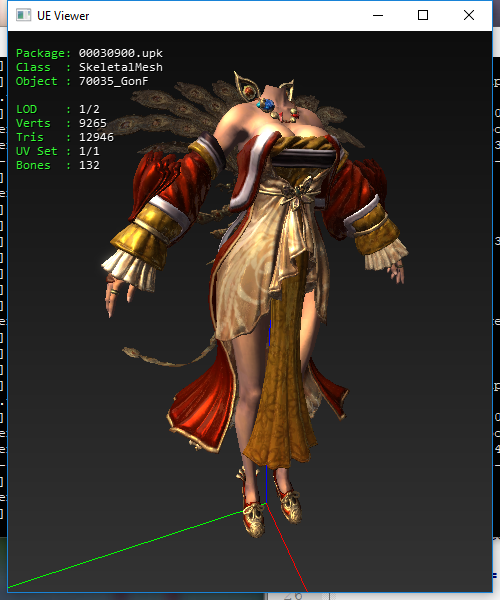 UE Viewer
Package: 00030900.upk
Class  : SkeletalMesh
Object : 70035_GonF
LOD    : 1/2
Verts  : 9265
Tris   : 12946
UV Set : 1/1
Bones  : 132